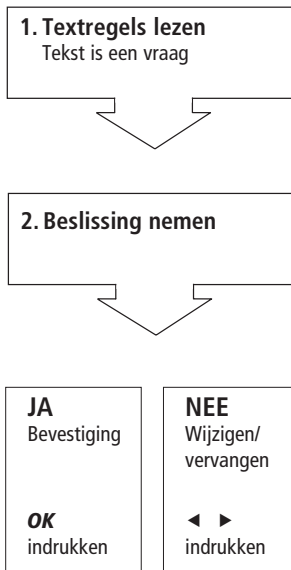 1. Textregels lezen
Tekst is een vraag
2. Beslissing nemen
JA
Bevestiging
OK
indrukken
NEE
Wijzigen/
vervangen
◄ ►
indrukken